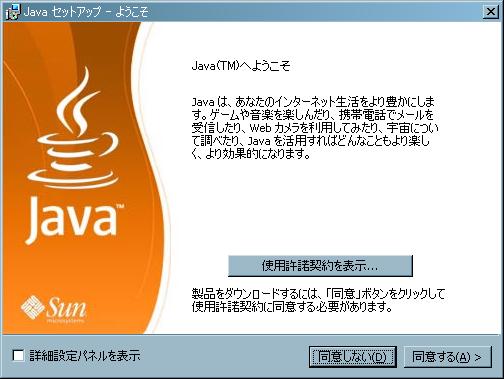 Java セットアップ - ようこそ
Java(TM)へようこそ
Java は、あなたのインターネット生活をより豊かにしま
す。ゲームや音楽を楽しんだり、携帯電話でメールを
受信したり、Web カメラを利用してみたり、宇宙につい
て調べたり、Java を活用すればどんなこともより楽し
く、より効果的になります。
Java™
使用許諾契約を表示...
Sun
microsystems
製品をダウンロードするには、「同意」ボタンをクリックして
使用許諾契約に同意する必要があります。
詳細設定パネルを表示
同意しない(D)
同意する(A) >